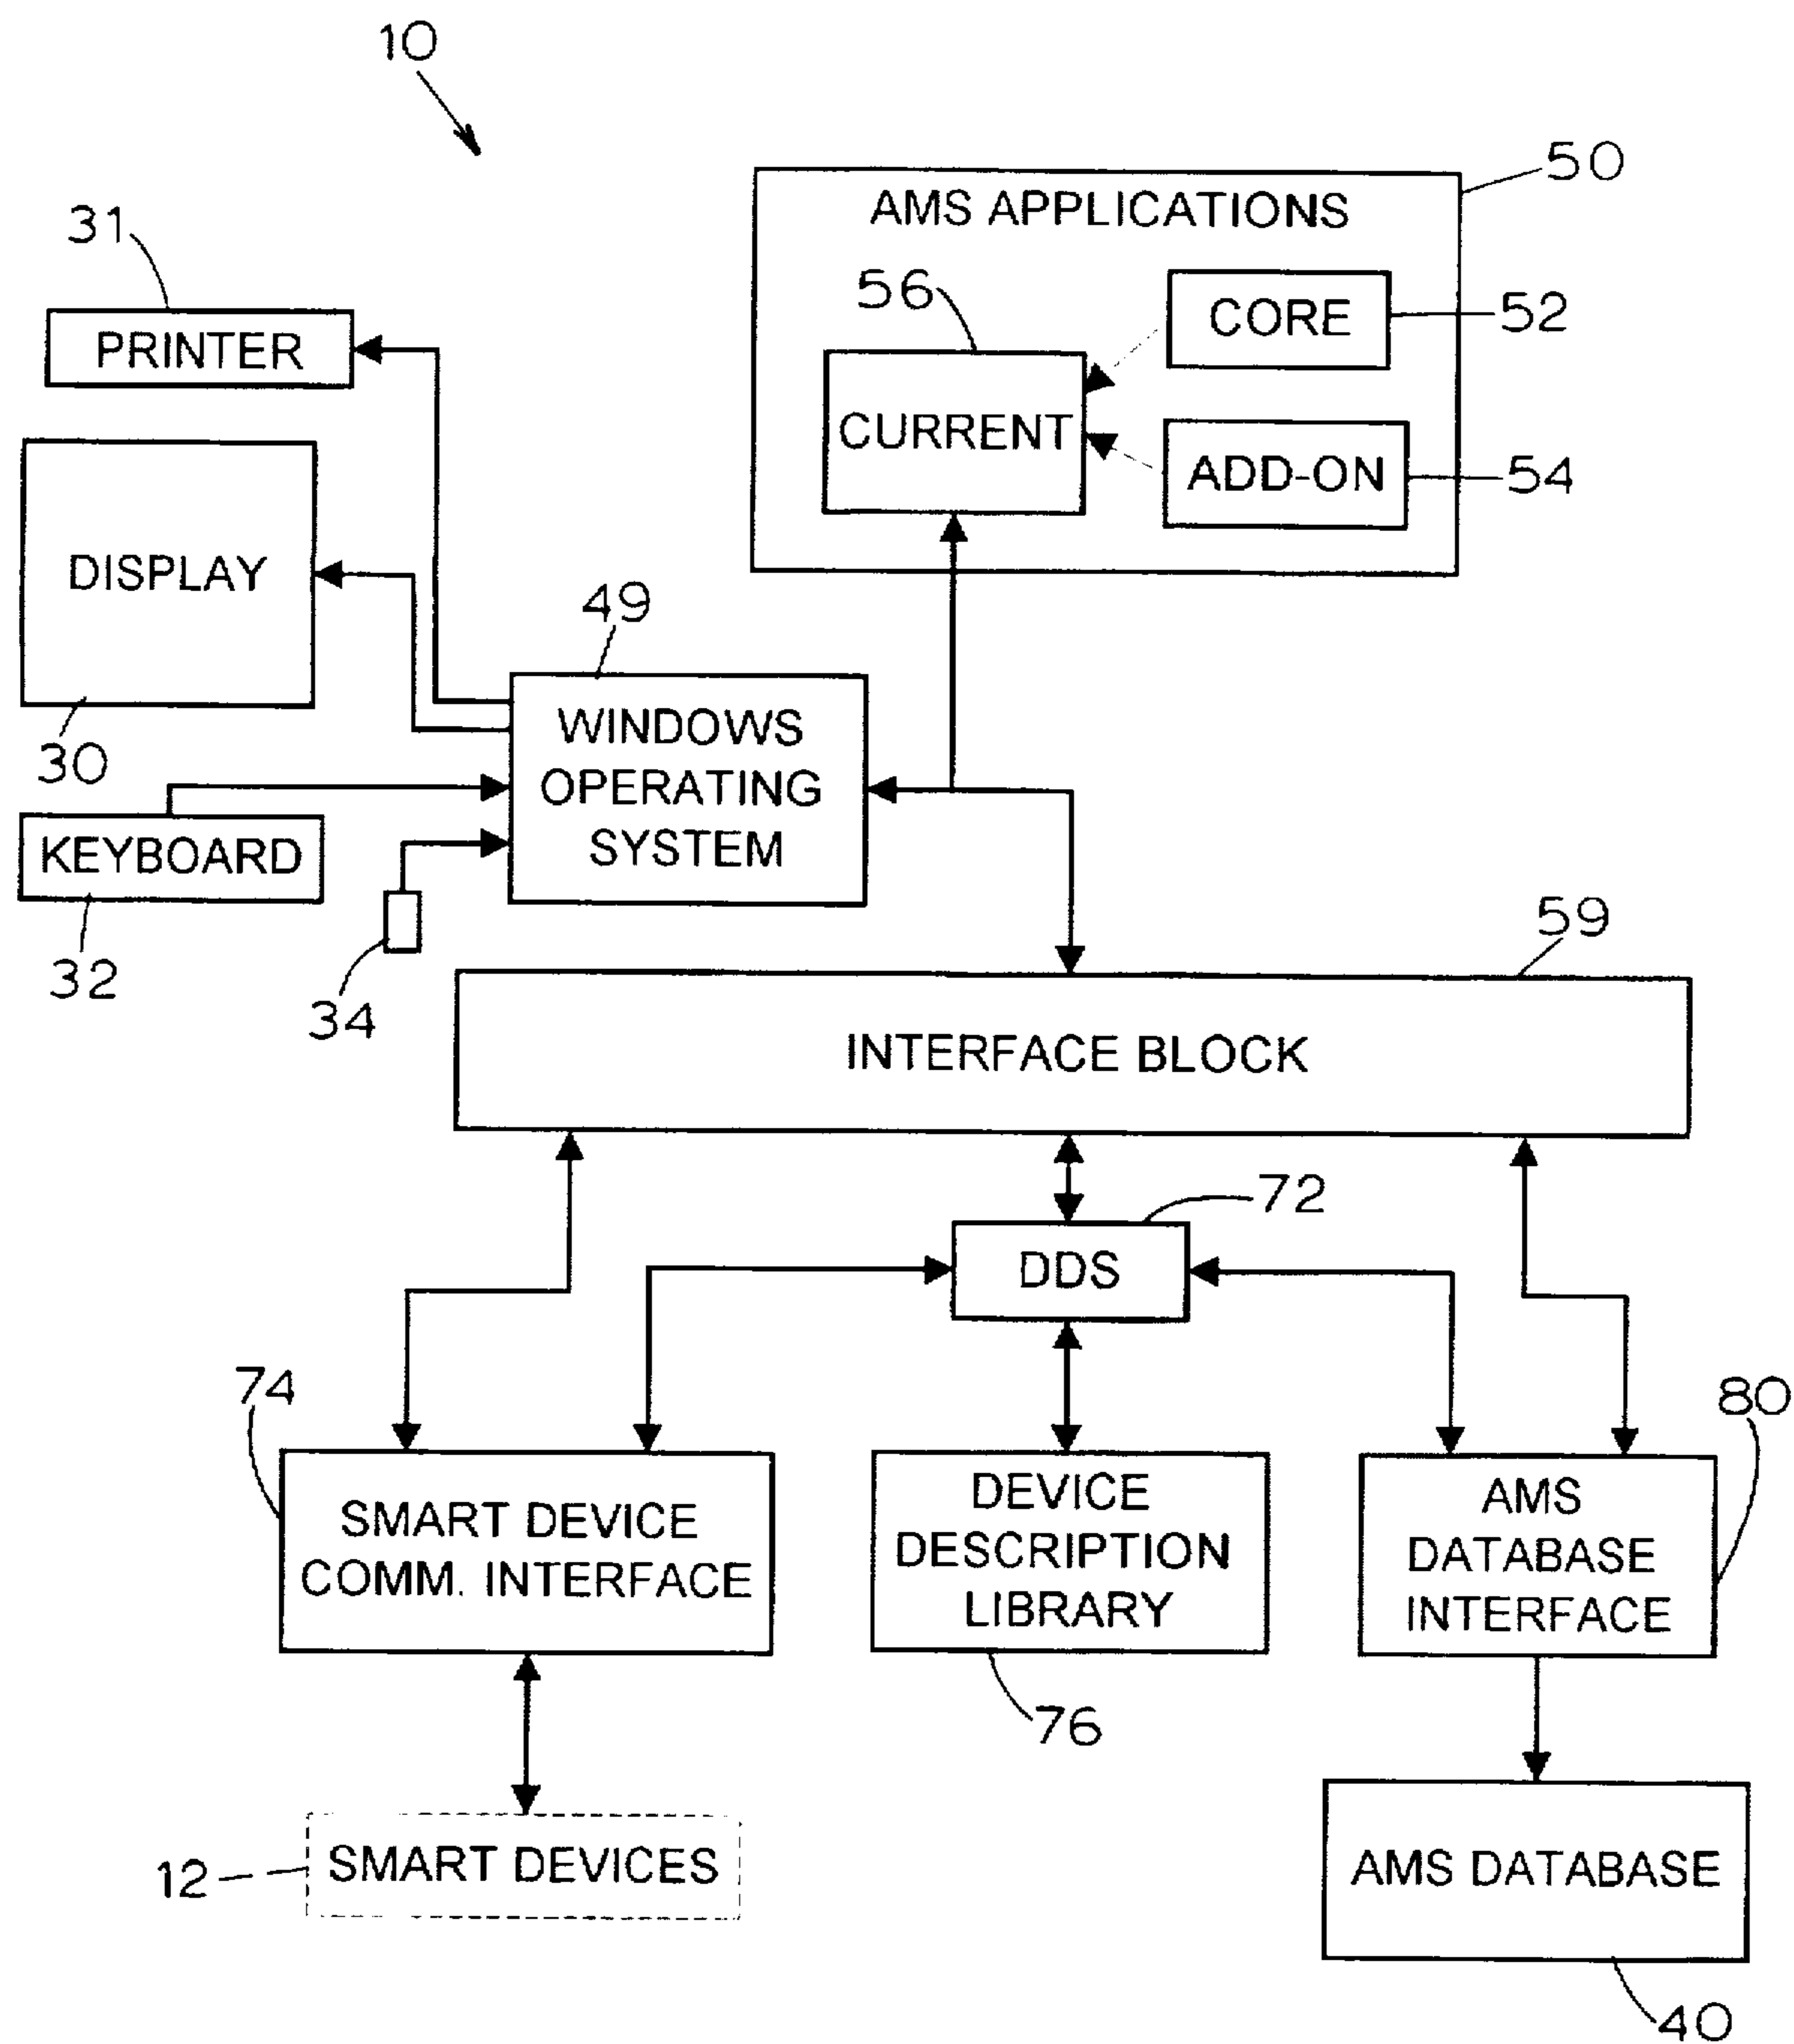 10
50
AMS APPLICATIONS
31
56
CORE
52
PRINTER
CURRENT
ADD-ON
54
DISPLAY
49
30
WINDOWS
OPERATING
SYSTEM
KEYBOARD
32
34
59
INTERFACE BLOCK
72
DDS
74
80
SMART DEVICE
COMM. INTERFACE
DEVICE
DESCRIPTION
LIBRARY
AMS
DATABASE
INTERFACE
76
12
SMART DEVICES
AMS DATABASE
40